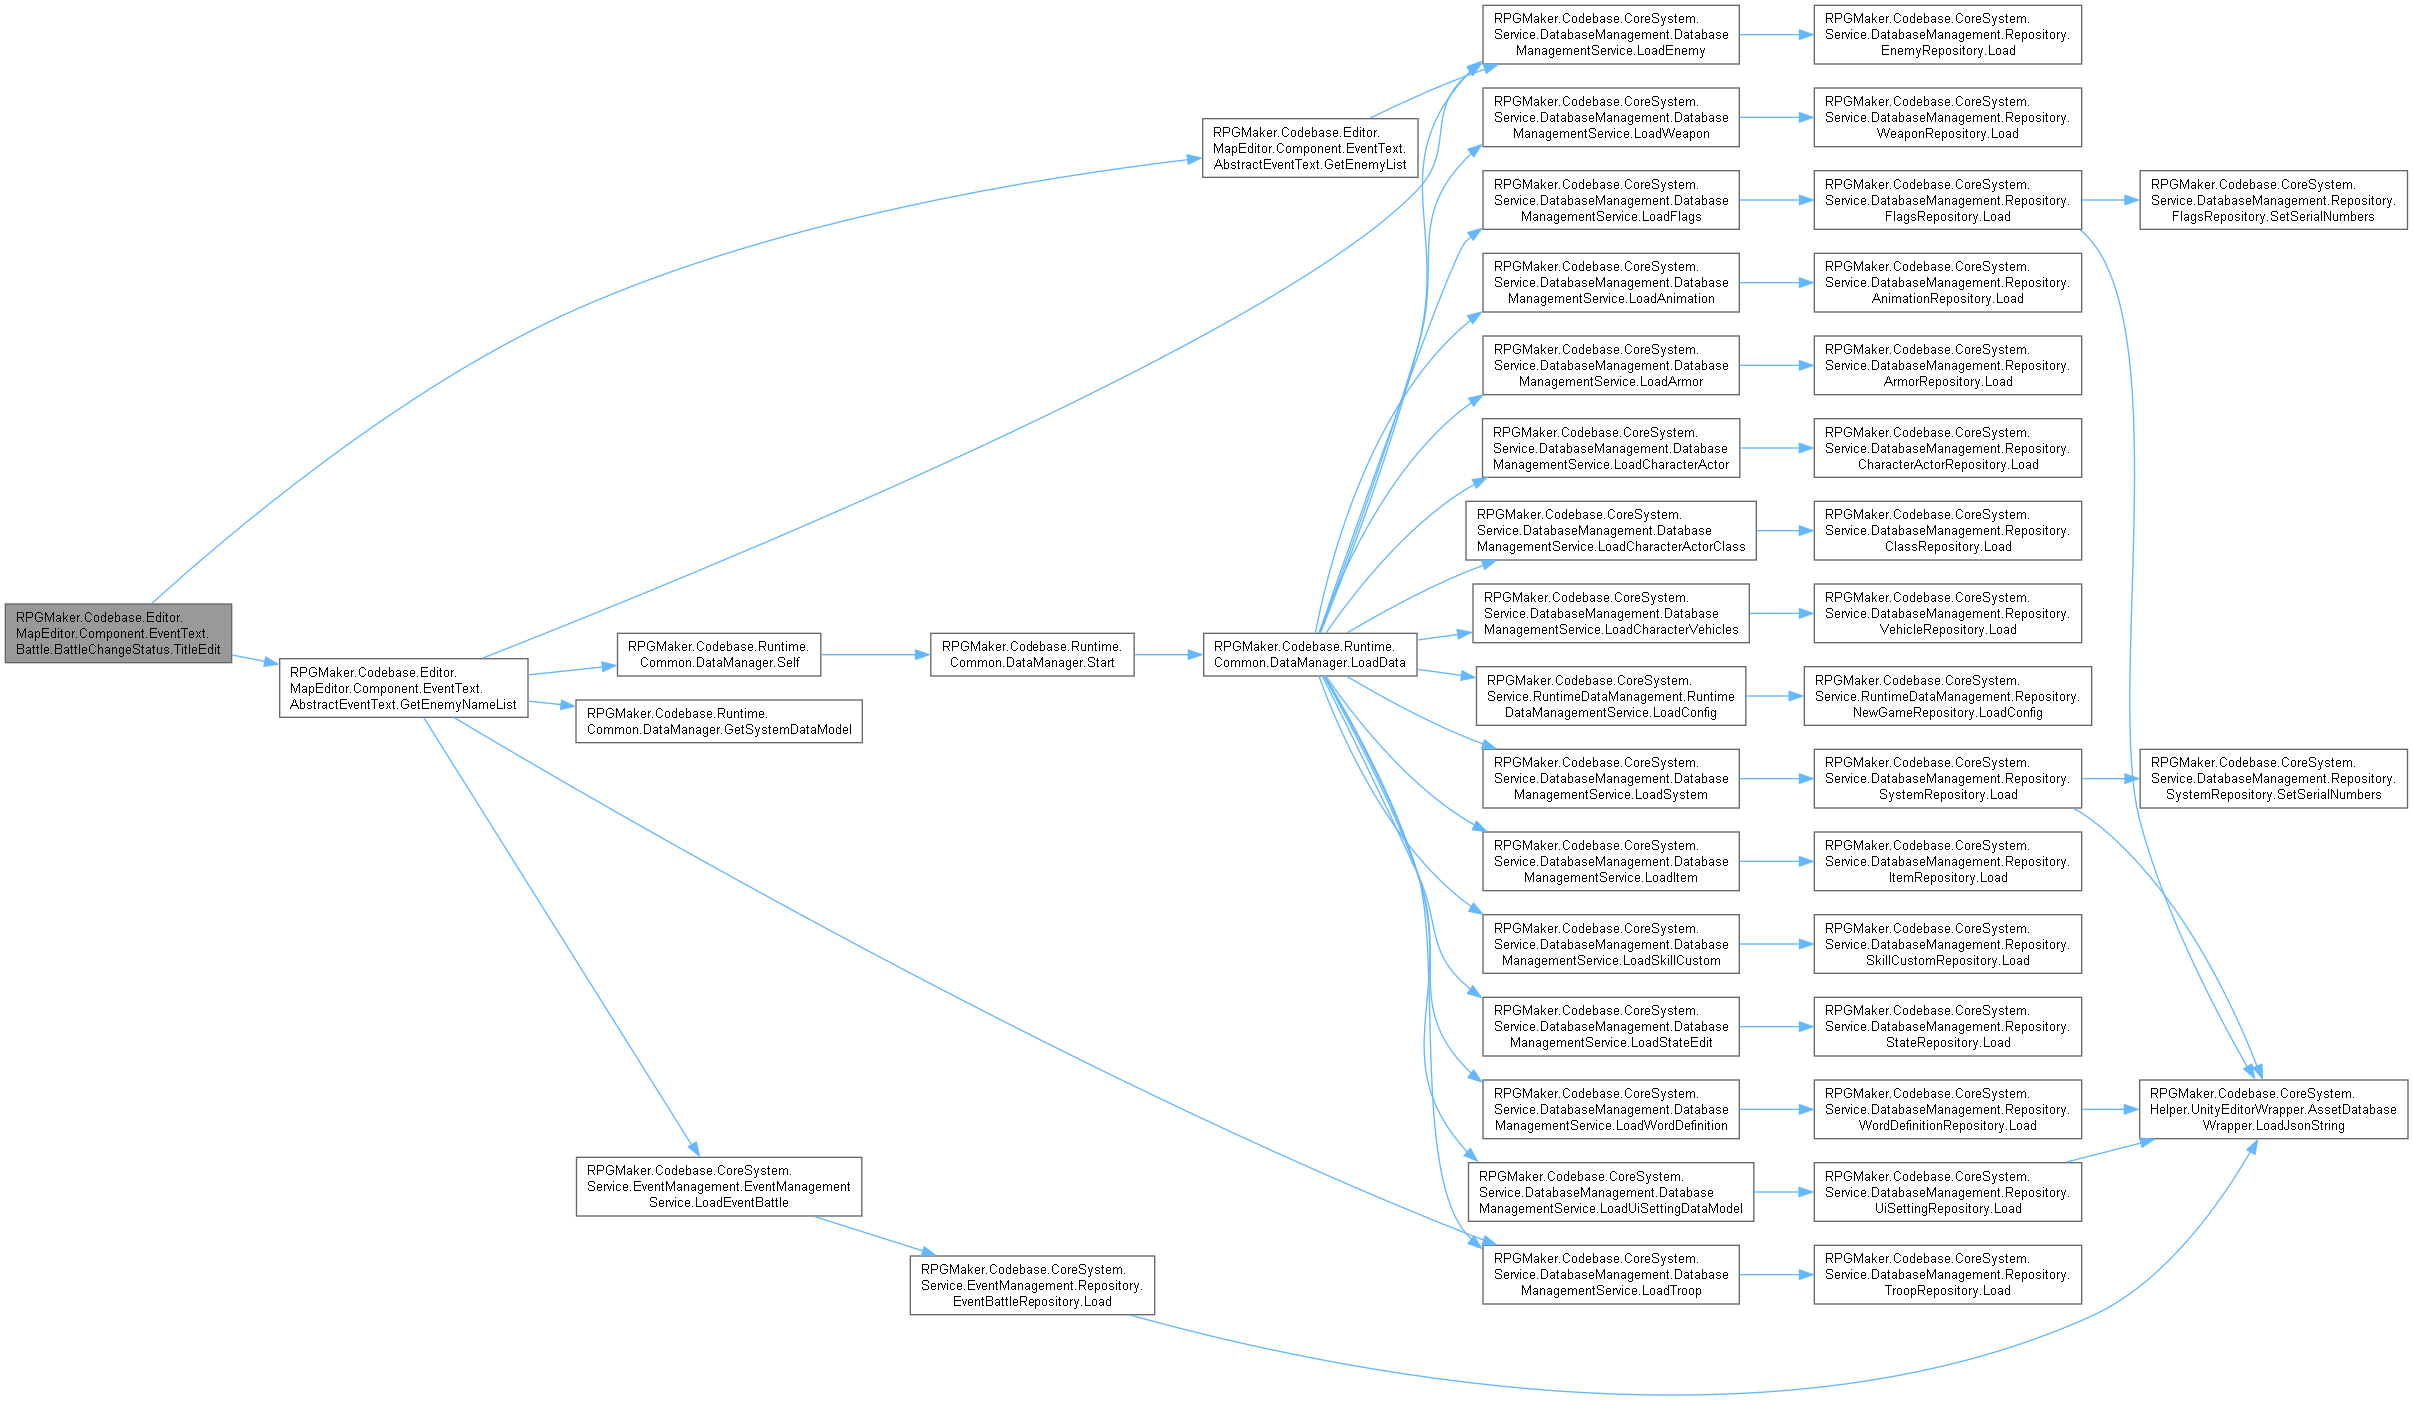 RPGMaker.Codebase.Editor.
MapEditor.Component.EventText.
Battle.BattleChangeStatus.TitleEdit
RPGMaker.Codebase.Editor.
MapEditor.Component.EventText.
AbstractEventText.GetEnemyNameList
RPGMaker.Codebase.Runtime.
Common.DataManager.Self
RPGMaker.Codebase.Runtime.
Common.DataManager.GetSystemDataModel
RPGMaker.Codebase.CoreSystem.
Service.EventManagement.EventManagement
Service.LoadEventBattle
RPGMaker.Codebase.Runtime.
Common.DataManager.Start
RPGMaker.Codebase.CoreSystem.
Service.EventManagement.Repository.
EventBattleRepository.Load
RPGMaker.Codebase.Editor.
MapEditor.Component.EventText.
AbstractEventText.GetEnemyList
RPGMaker.Codebase.Runtime.
Common.DataManager.LoadData
RPGMaker.Codebase.CoreSystem.
Service.DatabaseManagement.Database
ManagementService.LoadEnemy
RPGMaker.Codebase.CoreSystem.
Service.DatabaseManagement.Database
ManagementService.LoadWeapon
RPGMaker.Codebase.CoreSystem.
Service.DatabaseManagement.Database
ManagementService.LoadFlags
RPGMaker.Codebase.CoreSystem.
Service.DatabaseManagement.Database
ManagementService.LoadAnimation
RPGMaker.Codebase.CoreSystem.
Service.DatabaseManagement.Database
ManagementService.LoadArmor
RPGMaker.Codebase.CoreSystem.
Service.DatabaseManagement.Database
ManagementService.LoadCharacterActor
RPGMaker.Codebase.CoreSystem.
Service.DatabaseManagement.Database
ManagementService.LoadCharacterActorClass
RPGMaker.Codebase.CoreSystem.
Service.DatabaseManagement.Database
ManagementService.LoadCharacterVehicles
RPGMaker.Codebase.CoreSystem.
Service.RuntimeDataManagement.Runtime
DataManagementService.LoadConfig
RPGMaker.Codebase.CoreSystem.
Service.DatabaseManagement.Database
ManagementService.LoadSystem
RPGMaker.Codebase.CoreSystem.
Service.DatabaseManagement.Database
ManagementService.LoadItem
RPGMaker.Codebase.CoreSystem.
Service.DatabaseManagement.Database
ManagementService.LoadSkillCustom
RPGMaker.Codebase.CoreSystem.
Service.DatabaseManagement.Database
ManagementService.LoadStateEdit
RPGMaker.Codebase.CoreSystem.
Service.DatabaseManagement.Database
ManagementService.LoadWordDefinition
RPGMaker.Codebase.CoreSystem.
Service.DatabaseManagement.Database
ManagementService.LoadUiSettingDataModel
RPGMaker.Codebase.CoreSystem.
Service.DatabaseManagement.Database
ManagementService.LoadTroop
RPGMaker.Codebase.CoreSystem.
Service.DatabaseManagement.Repository.
EnemyRepository.Load
RPGMaker.Codebase.CoreSystem.
Service.DatabaseManagement.Repository.
WeaponRepository.Load
RPGMaker.Codebase.CoreSystem.
Service.DatabaseManagement.Repository.
FlagsRepository.Load
RPGMaker.Codebase.CoreSystem.
Service.DatabaseManagement.Repository.
AnimationRepository.Load
RPGMaker.Codebase.CoreSystem.
Service.DatabaseManagement.Repository.
ArmorRepository.Load
RPGMaker.Codebase.CoreSystem.
Service.DatabaseManagement.Repository.
CharacterActorRepository.Load
RPGMaker.Codebase.CoreSystem.
Service.DatabaseManagement.Repository.
ClassRepository.Load
RPGMaker.Codebase.CoreSystem.
Service.DatabaseManagement.Repository.
VehicleRepository.Load
RPGMaker.Codebase.CoreSystem.
Service.RuntimeDataManagement.Repository.
NewGameRepository.LoadConfig
RPGMaker.Codebase.CoreSystem.
Service.DatabaseManagement.Repository.
SystemRepository.Load
RPGMaker.Codebase.CoreSystem.
Service.DatabaseManagement.Repository.
ItemRepository.Load
RPGMaker.Codebase.CoreSystem.
Service.DatabaseManagement.Repository.
SkillCustomRepository.Load
RPGMaker.Codebase.CoreSystem.
Service.DatabaseManagement.Repository.
StateRepository.Load
RPGMaker.Codebase.CoreSystem.
Service.DatabaseManagement.Repository.
WordDefinitionRepository.Load
RPGMaker.Codebase.CoreSystem.
Service.DatabaseManagement.Repository.
UiSettingRepository.Load
RPGMaker.Codebase.CoreSystem.
Service.DatabaseManagement.Repository.
TroopRepository.Load
RPGMaker.Codebase.CoreSystem.
Service.DatabaseManagement.Repository.
FlagsRepository.SetSerialNumbers
RPGMaker.Codebase.CoreSystem.
Service.DatabaseManagement.Repository.
SystemRepository.SetSerialNumbers
RPGMaker.Codebase.CoreSystem.
Helper.UnityEditorWrapper.AssetDatabase
Wrapper.LoadJsonString